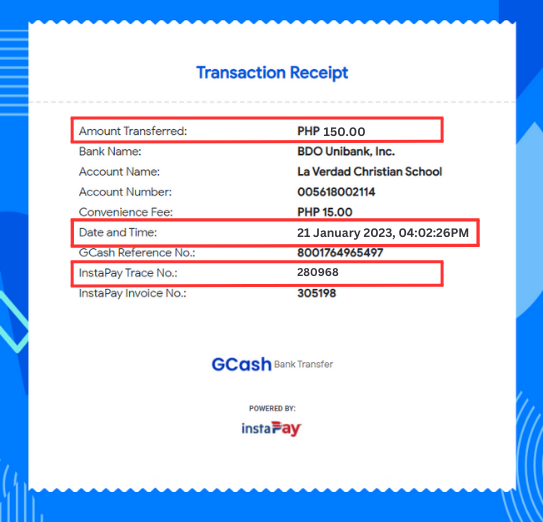 Transaction Receipt
Amount Transferred: PHP 150.00
Bank Name: BDO Unibank, Inc.
Account Name: La Verdad Christian School
Account Number: 005618002114
Convenience Fee: PHP 15.00
Date and Time: 21 January 2023, 04:02:26PM
GCash Reference No.: 8001764965497
InstaPay Trace No.: 280968
InstaPay Invoice No.: 305198
GCash Bank Transfer
POWERED BY:
instaPay